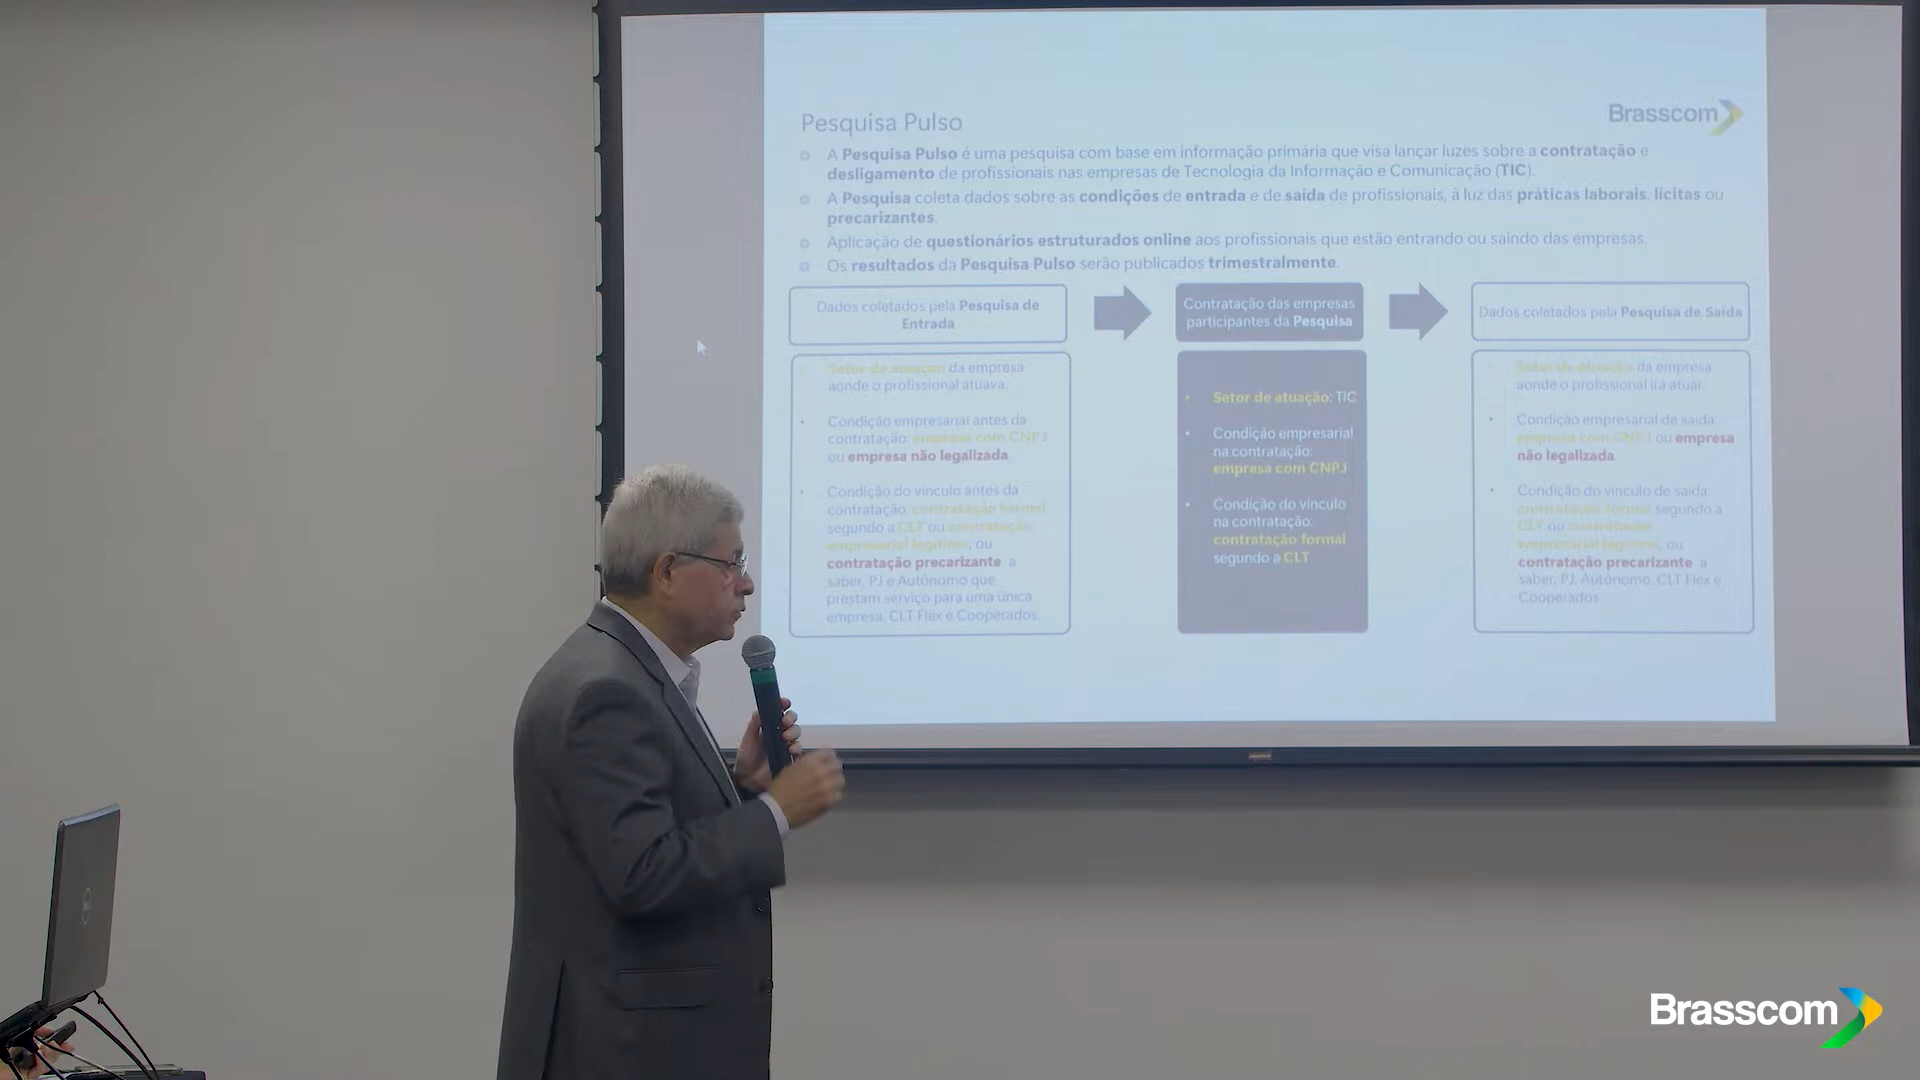 Brasscom
Pesquisa Pulso
A Pesquisa Pulso é uma pesquisa com base em informação primária que visa lançar luzes sobre a contratação e
desligamento de profissionais nas empresas de Tecnologia da Informação e Comunicação (TIC).
A Pesquisa coleta dados sobre as condições de entrada e de saída de profissionais, à luz das práticas laborais, lícitas ou
precarizantes.
Aplicação de questionários estruturados online aos profissionais que estão entrando ou saindo das empresas.
Os resultados da Pesquisa Pulso serão publicados trimestralmente.
Dados coletados pela Pesquisa de
Entrada
Setor de atuação da empresa
aonde o profissional atuava.
Condição empresarial antes da
contratação: empresa com CNPJ
ou empresa não legalizada.
Condição do vínculo antes da
contratação: contratação formal
segundo a CLT ou contratação
empresarial legítima, ou
contratação precarizante a
saber, PJ e Autônomo que
prestam serviço para uma única
empresa, CLT Flex e Cooperados.
Contratação das empresas
participantes da Pesquisa
Setor de atuação: TIC
Condição empresarial
na contratação:
empresa com CNPJ
Condição do vínculo
na contratação:
contratação formal
segundo a CLT
Dados coletados pela Pesquisa de Saída
Setor de atuação da empresa
aonde o profissional irá atuar.
Condição empresarial de saída:
empresa com CNPJ ou empresa
não legalizada.
Condição do vínculo de saída:
contratação formal segundo a
CLT ou contratação
empresarial legítima, ou
contratação precarizante a
saber, PJ, Autônomo, CLT Flex e
Cooperados
Brasscom